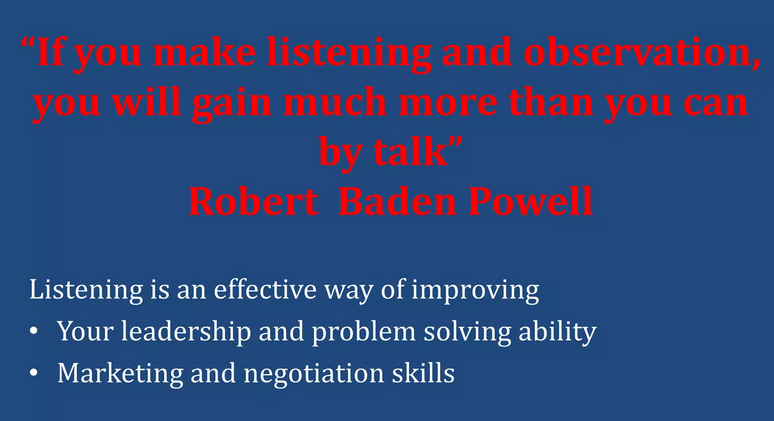 “If you make listening and observation,
you will gain much more than you can
by talk”
Robert  Baden Powell
Listening is an effective way of improving
• Your leadership and problem solving ability
• Marketing and negotiation skills